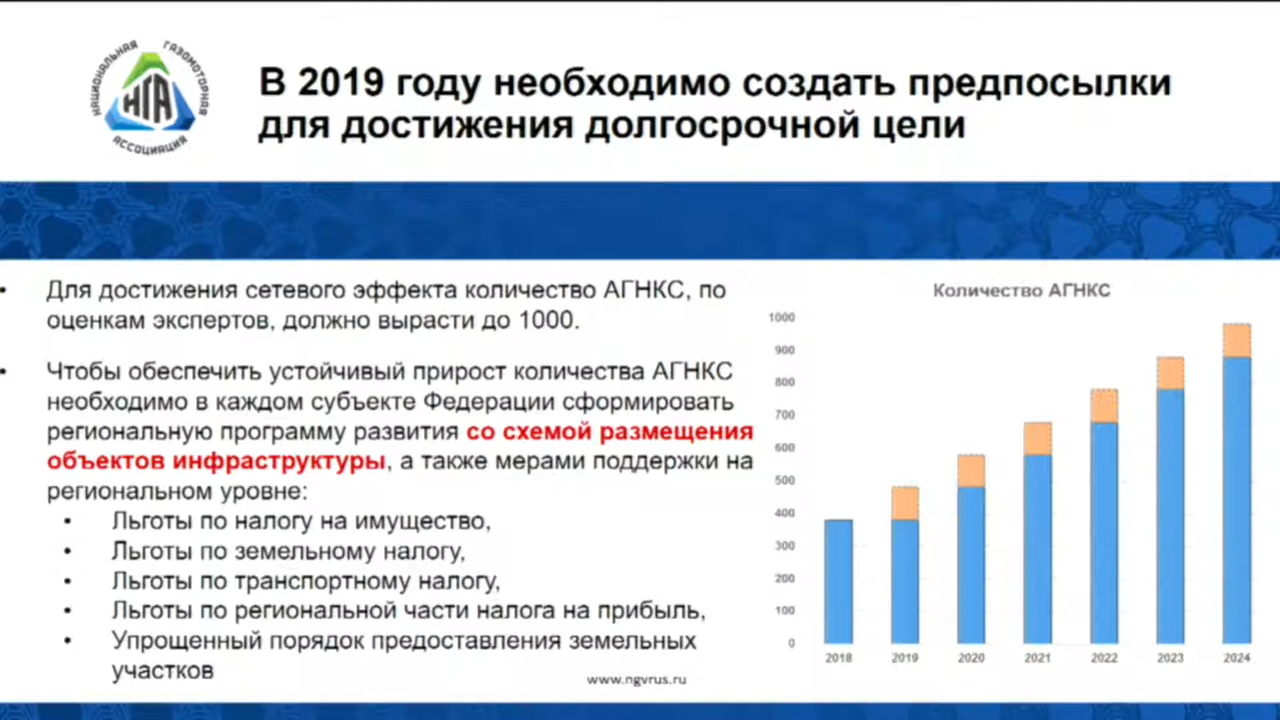 НАЦИОНАЛЬНАЯ ГАЗОМОТОРНАЯ
НГА
АССОЦИАЦИЯ
В 2019 году необходимо создать предпосылки
для достижения долгосрочной цели
• Для достижения сетевого эффекта количество АГНКС, по
оценкам экспертов, должно вырасти до 1000.
• Чтобы обеспечить устойчивый прирост количества АГНКС
необходимо в каждом субъекте Федерации сформировать
региональную программу развития со схемой размещения
объектов инфраструктуры, а также мерами поддержки на
региональном уровне:
• Льготы по налогу на имущество,
• Льготы по земельному налогу,
• Льготы по транспортному налогу,
• Льготы по региональной части налога на прибыль,
• Упрощенный порядок предоставления земельных
участков
Количество АГНКС
1000
900
800
700
600
500
400
300
200
100
0
2018 2019 2020 2021 2022 2023 2024
www.ngvrus.ru